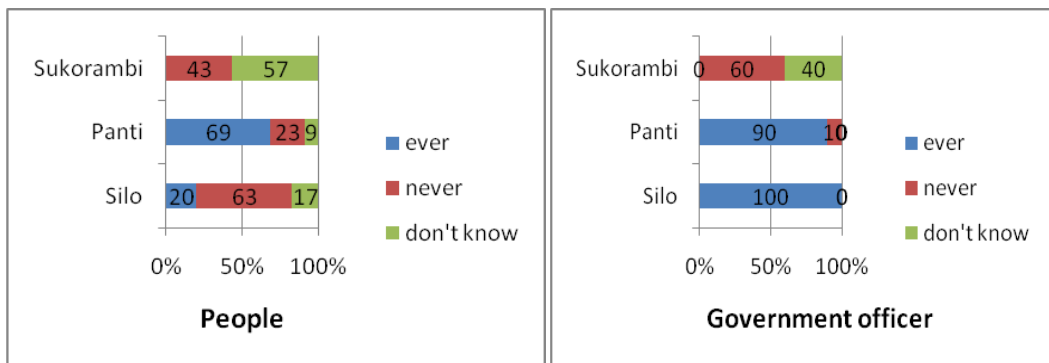 Sukorambi 43 57
Panti 69 23 9 ever
never
Silo 20 63 17
don't know
0% 50% 100%
People
Sukorambi 0 60 40
Panti 90 10 0 ever
never
Silo 100 0
don't know
0% 50% 100%
Government officer